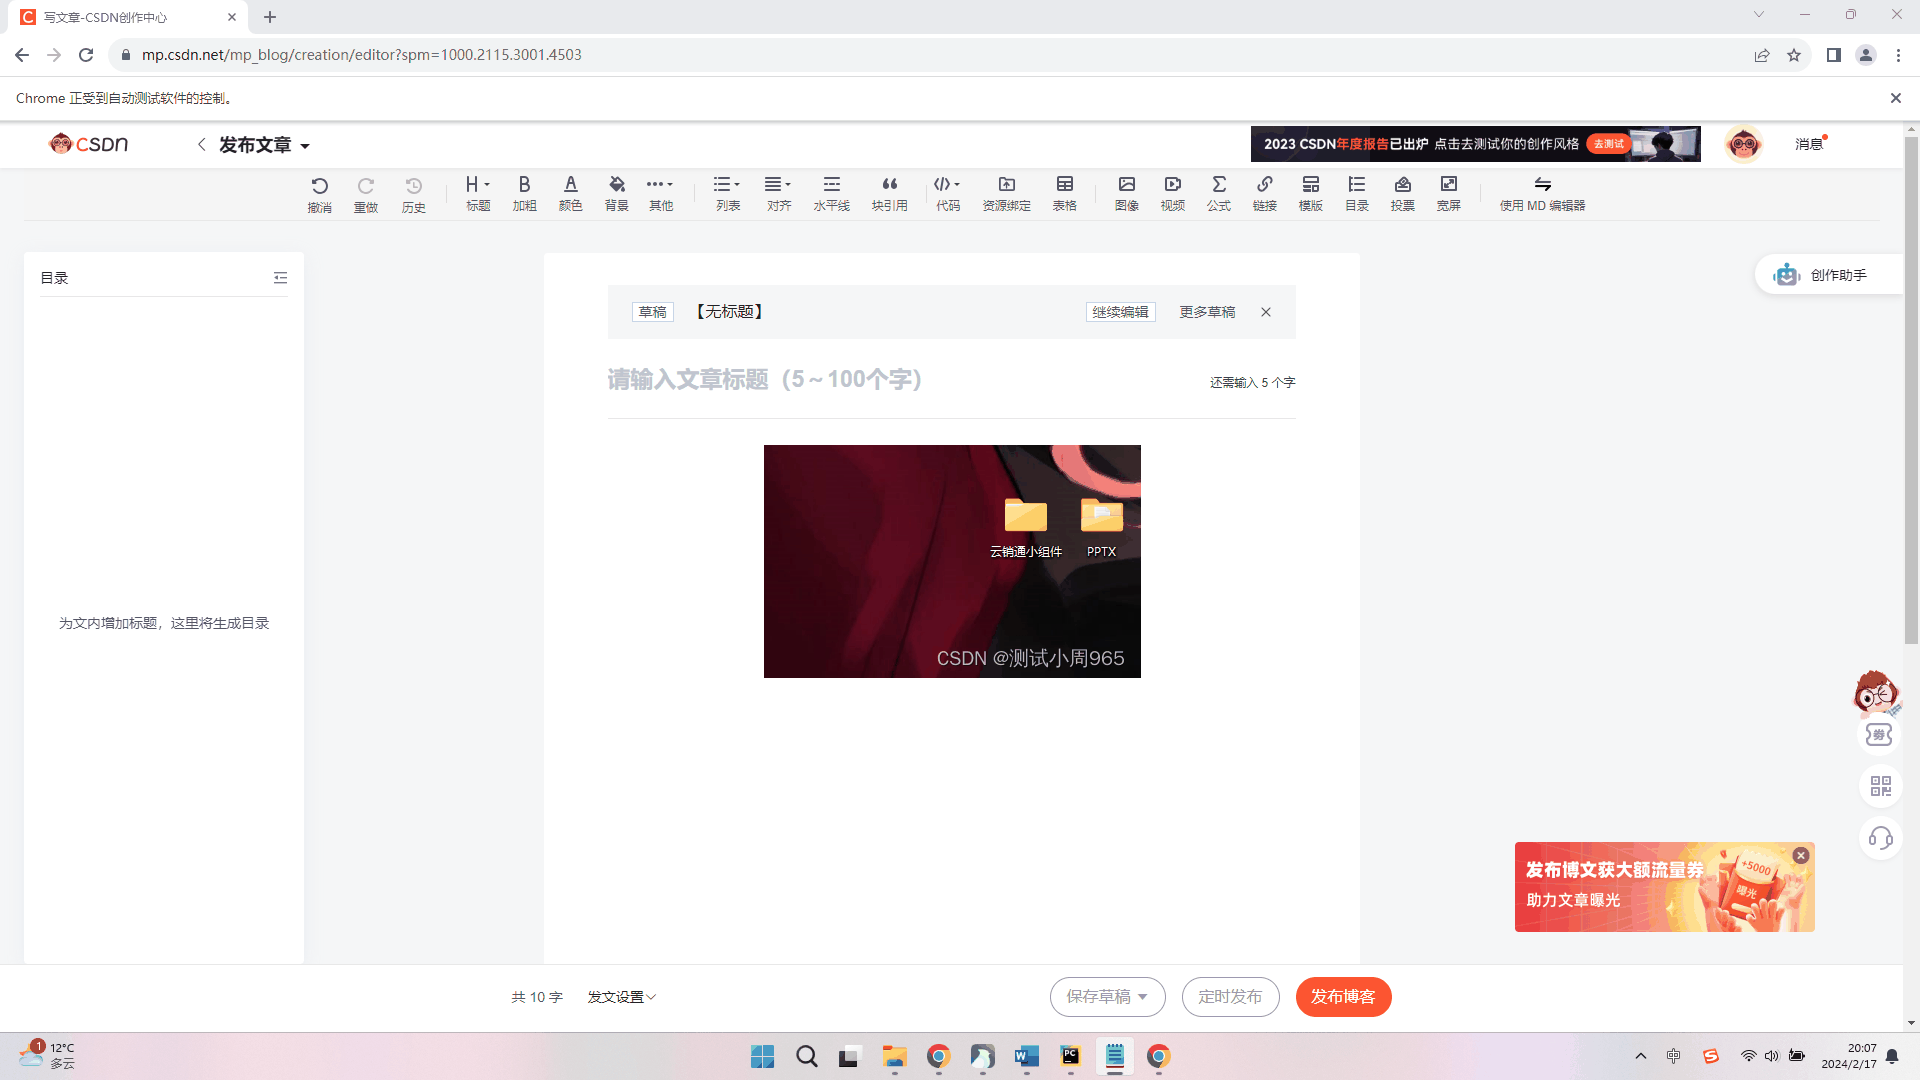 写文章-CSDN创作中心
mp.csdn.net/mp_blog/creation/editor?spm=1000.2115.3001.4503
Chrome 正受到自动测试软件的控制。
CSDN
发布文章
2023 CSDN年度报告已出炉 点击去测试你的创作风格 去测试
消息
撤消 重做 历史 标题 加粗 颜色 背景 其他 列表 对齐 水平线 块引用 代码 资源绑定 表格 图像 视频 公式 链接 模版 目录 投票 宽屏 使用 MD 编辑器
目录
为文内增加标题，这里将生成目录
草稿 【无标题】 继续编辑 更多草稿
请输入文章标题（5～100个字） 还需输入 5 个字
云销通小组件 PPTX
CSDN @测试小周965
创作助手
券
发布博文获大额流量券
助力文章曝光
+5000
曝光
共 10 字 发文设置 保存草稿 定时发布 发布博客
1
12°C
多云
W
PC
中
S
20:07
2024/2/17